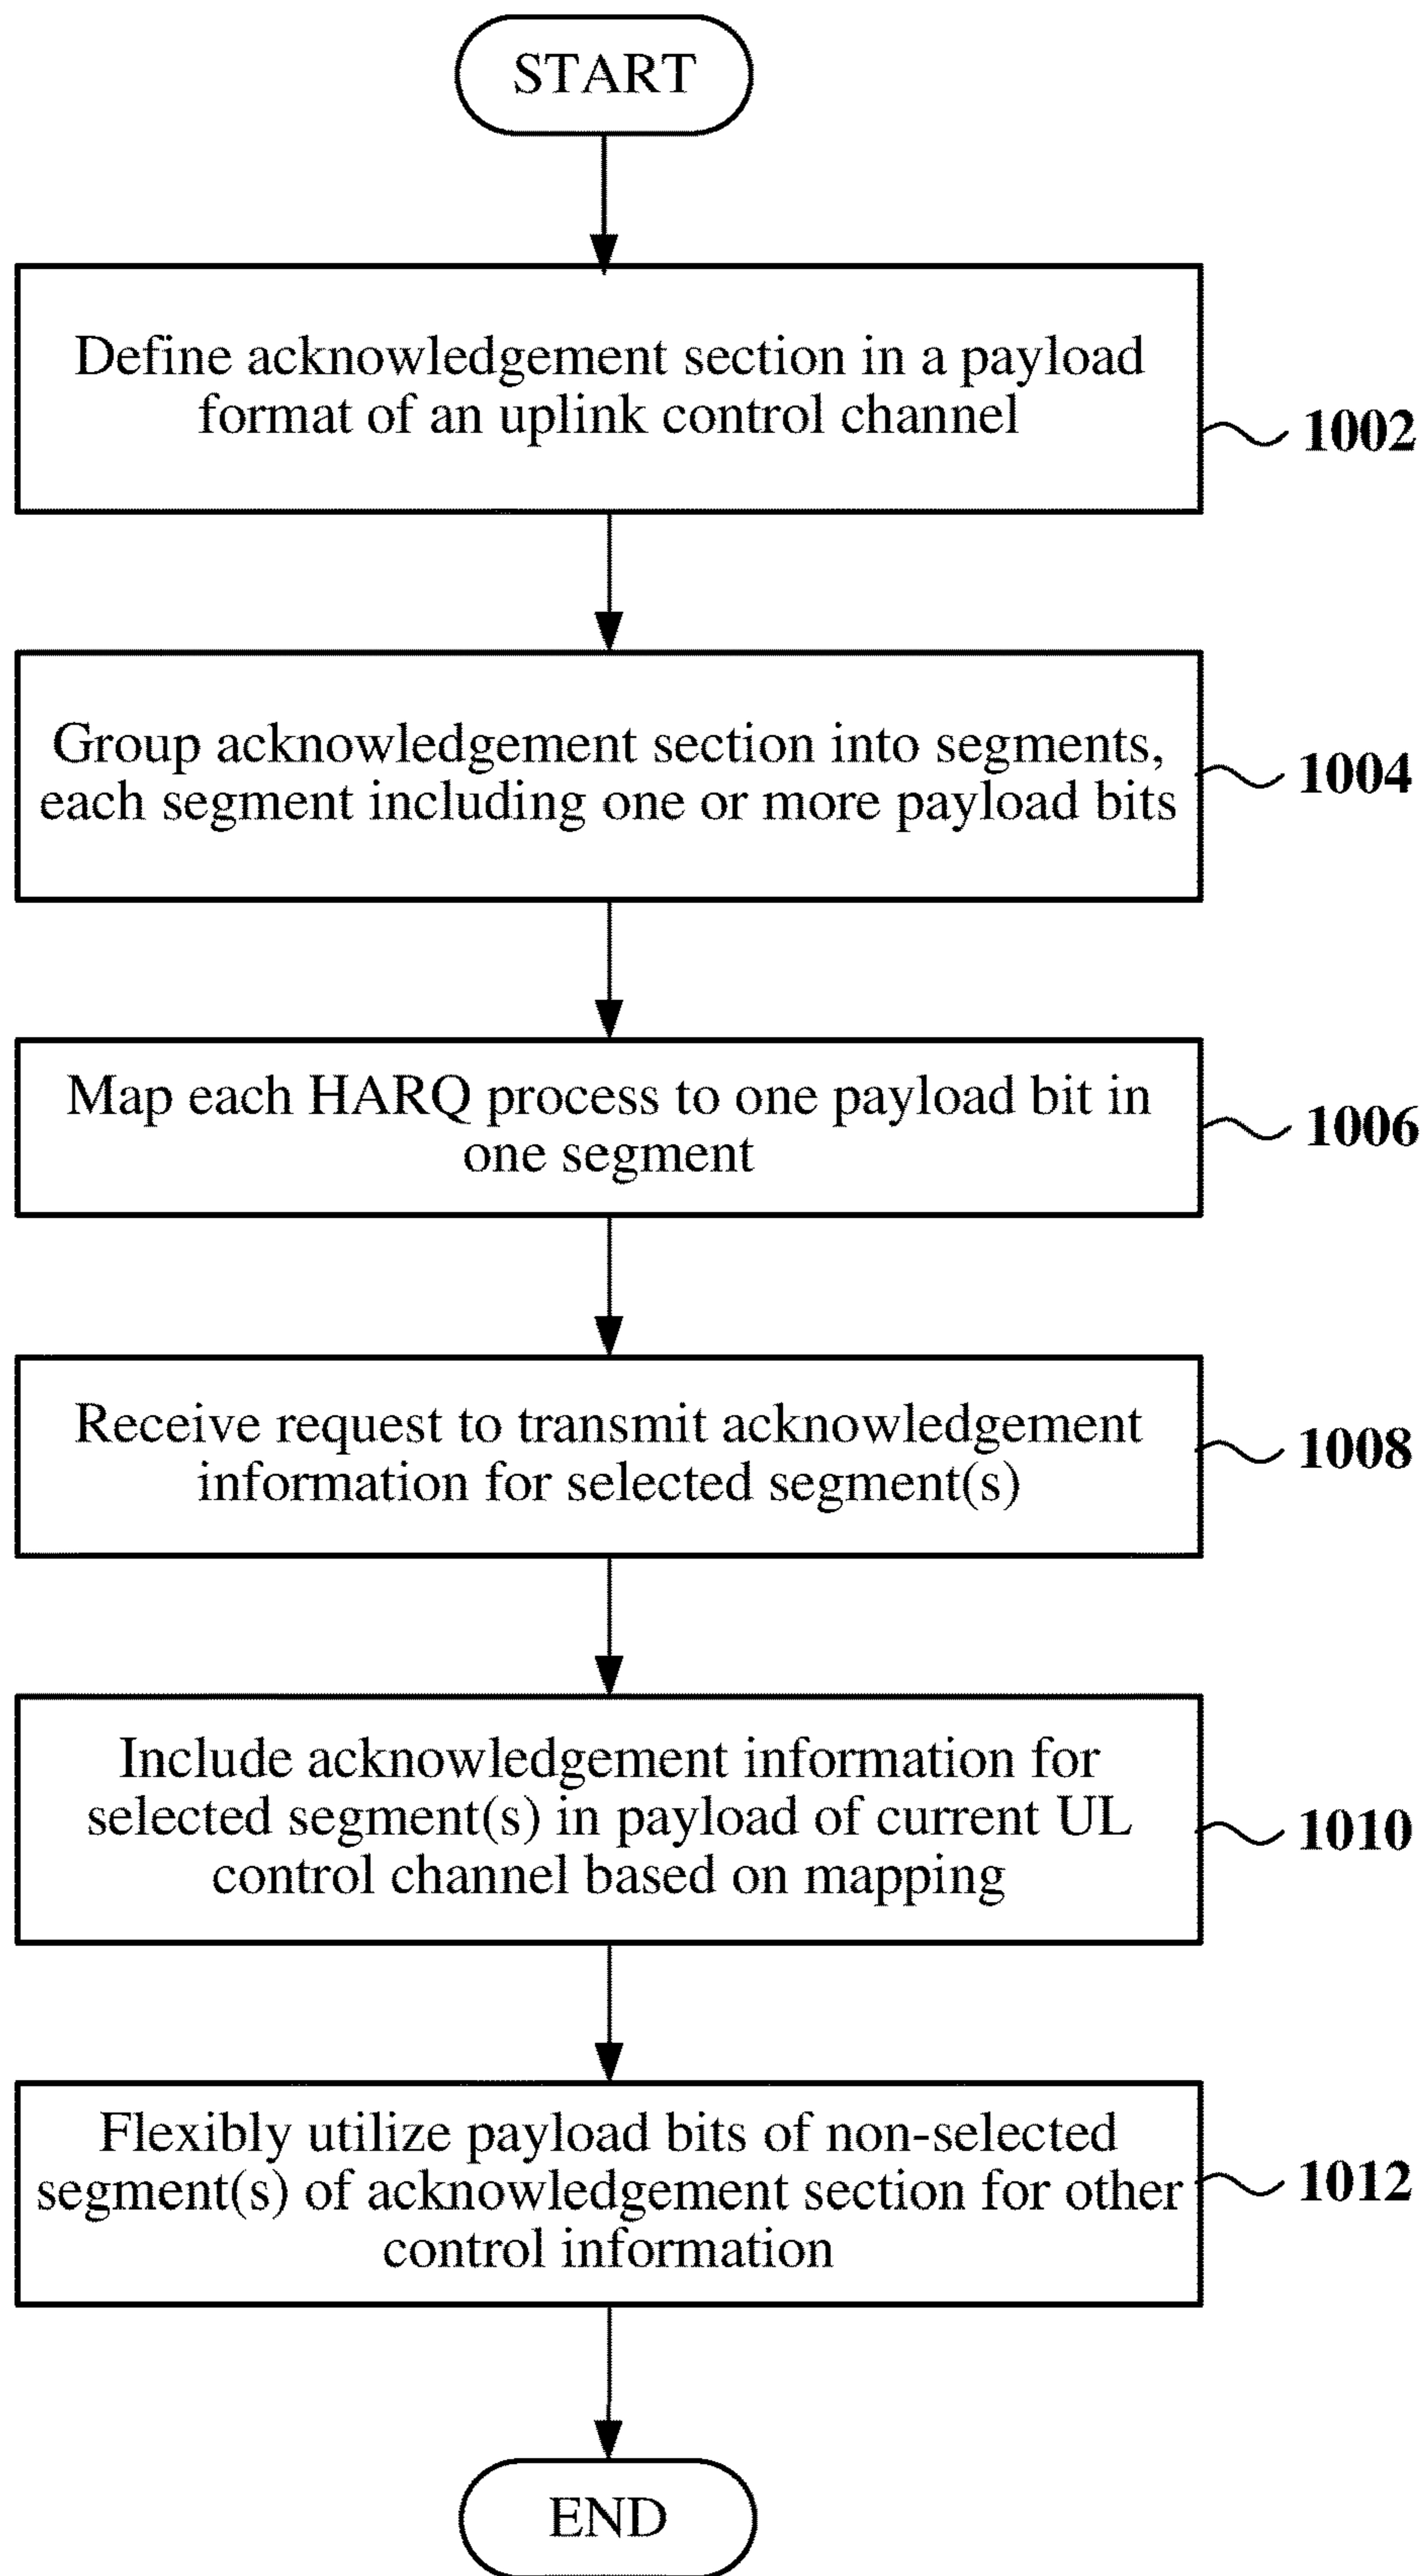 START
Define acknowledgement section in a payload
format of an uplink control channel
1002
Group acknowledgement section into segments,
each segment including one or more payload bits
1004
Map each HARQ process to one payload bit in
one segment
1006
Receive request to transmit acknowledgement
information for selected segment(s)
1008
Include acknowledgement information for
selected segment(s) in payload of current UL
control channel based on mapping
1010
Flexibly utilize payload bits of non-selected
segment(s) of acknowledgement section for other
control information
1012
END